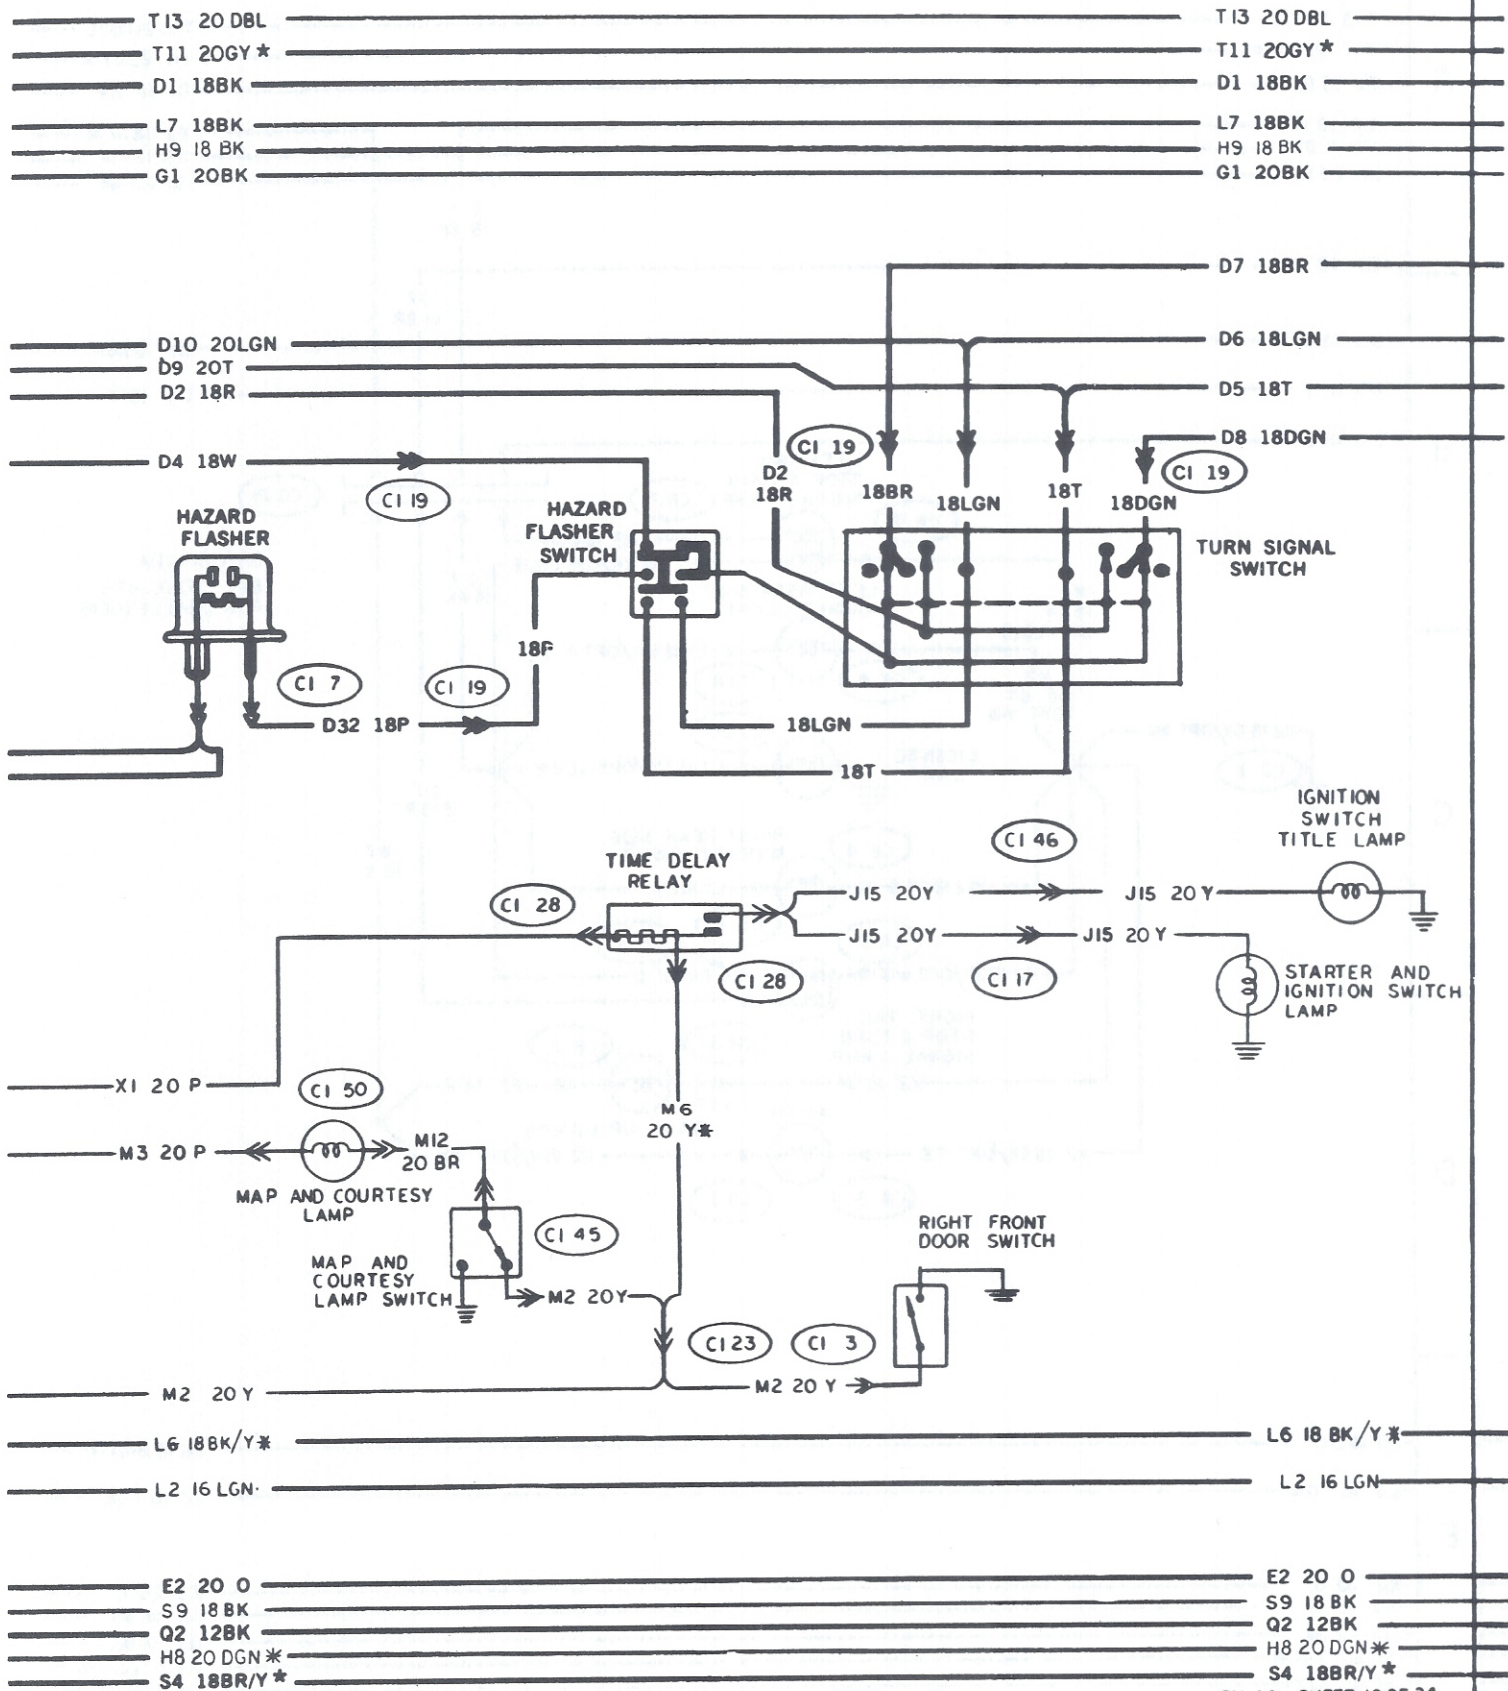 T13 20 DBL T13 20 DBL
T11 20GY* T11 20GY*
D1 18BK D1 18BK
L7 18BK L7 18BK
H9 18 BK H9 18 BK
G1 20BK G1 20BK
D7 18BR
D10 20LGN D6 18LGN
D9 20T
D2 18R D5 18T
D8 18DGN
C1 19
D4 18W
D2
18R
C1 19
18BR
18LGN
18T
18DGN
C1 19
HAZARD
FLASHER
HAZARD
FLASHER
SWITCH
TURN SIGNAL
SWITCH
18P
C1 7
C1 19
D32 18P
18LGN
18T
IGNITION
SWITCH
TITLE LAMP
C1 46
TIME DELAY
RELAY
C1 28
J15 20Y J15 20 Y
J15 20Y J15 20 Y
C1 28
C1 17
STARTER AND
IGNITION SWITCH
LAMP
X1 20 P
C1 50
M6
20 Y*
M3 20 P
M12
20 BR
MAP AND COURTESY
LAMP
C1 45
RIGHT FRONT
DOOR SWITCH
MAP AND
COURTESY
LAMP SWITCH
M2 20Y
C1 23
C1 3
M2 20 Y
M2 20 Y
L6 18BK/Y* L6 18 BK/Y*
L2 16 LGN L2 16 LGN
E2 20 O E2 20 O
S9 18 BK S9 18 BK
Q2 12BK Q2 12BK
H8 20 DGN* H8 20 DGN*
S4 18BR/Y* S4 18BR/Y*